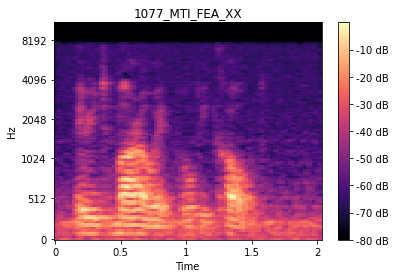 1077_MTI_FEA_XX
8192
4096
2048
1024
512
0
Hz
0
0.5
1
1.5
2
Time
-10 dB
-20 dB
-30 dB
-40 dB
-50 dB
-60 dB
-70 dB
-80 dB